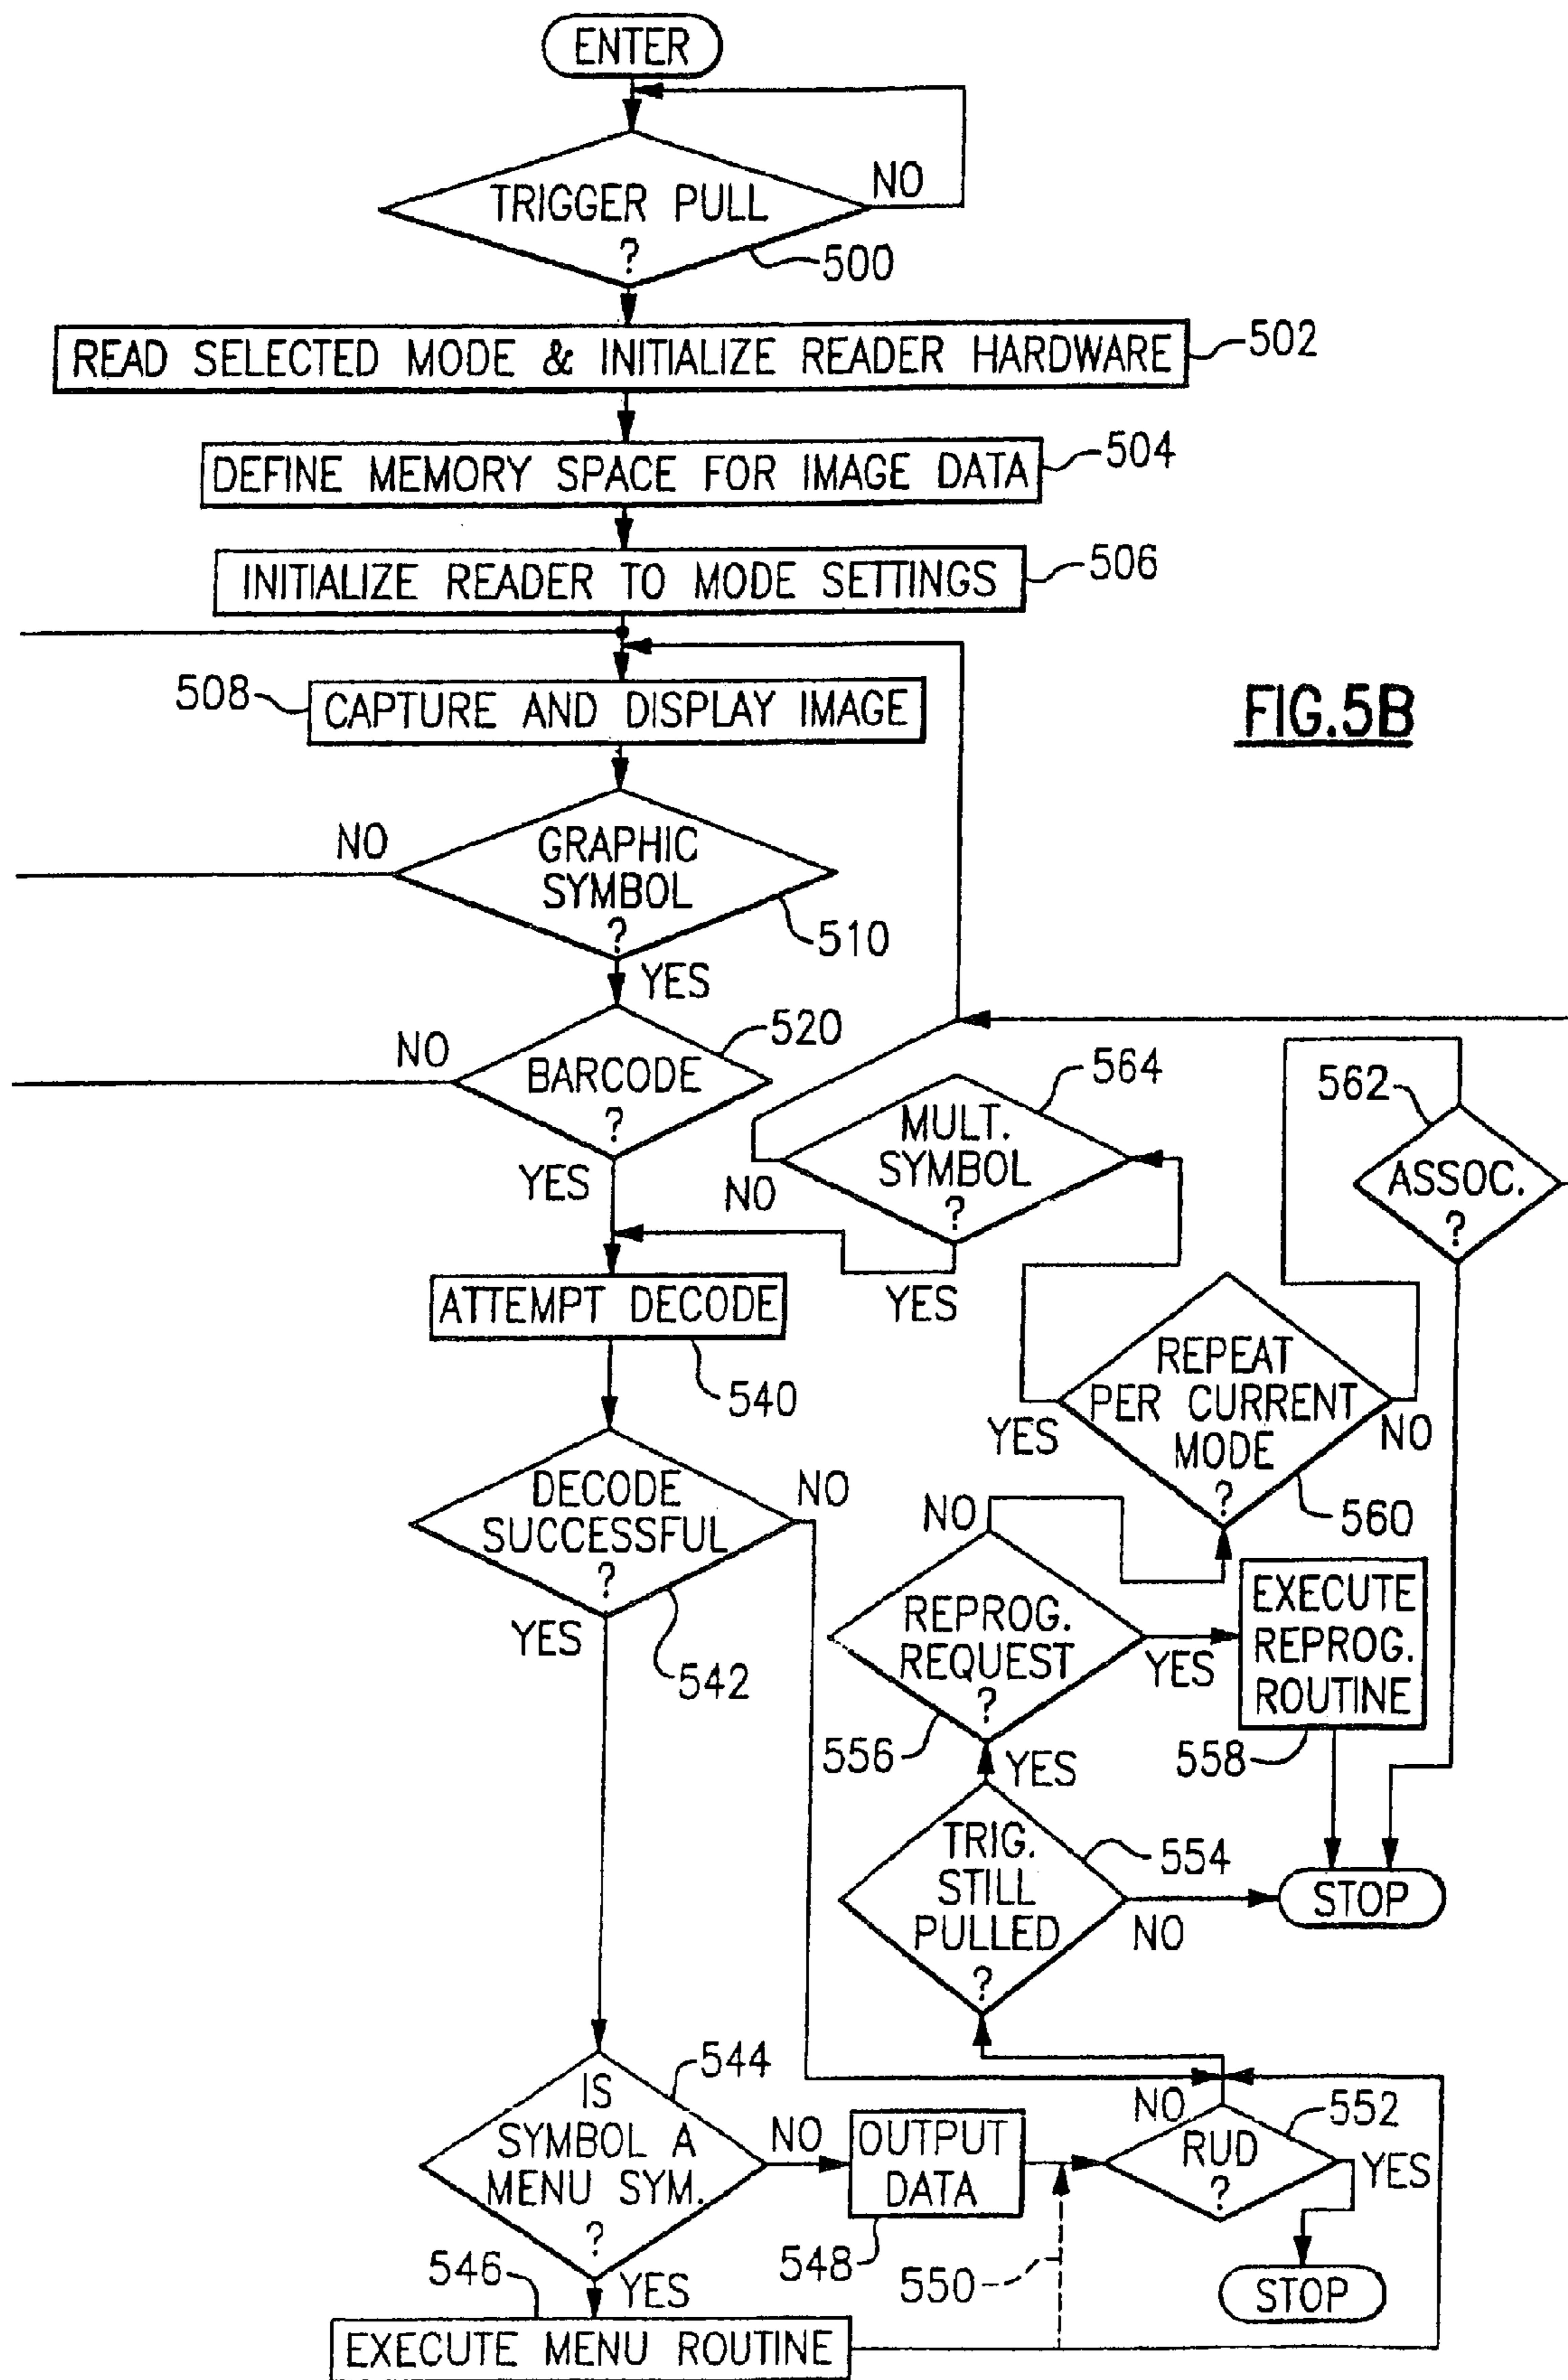 ENTER
TRIGGER PULL
?
NO
500
READ SELECTED MODE & INITIALIZE READER HARDWARE
502
DEFINE MEMORY SPACE FOR IMAGE DATA
504
INITIALIZE READER TO MODE SETTINGS
506
508
CAPTURE AND DISPLAY IMAGE
FIG.5B
NO
GRAPHIC
SYMBOL
?
510
YES
NO
BARCODE
?
520
YES
MULT.
SYMBOL
?
564
NO
YES
562
ASSOC.
?
ATTEMPT DECODE
540
REPEAT
PER CURRENT
MODE
?
YES
NO
560
DECODE
SUCCESSFUL
?
NO
YES
542
NO
REPROG.
REQUEST
?
556
YES
EXECUTE
REPROG.
ROUTINE
558
YES
TRIG.
STILL
PULLED
?
554
NO
STOP
IS
SYMBOL A
MENU SYM.
?
544
NO
OUTPUT
DATA
548
550
NO
RUD
?
552
YES
STOP
546
YES
EXECUTE MENU ROUTINE